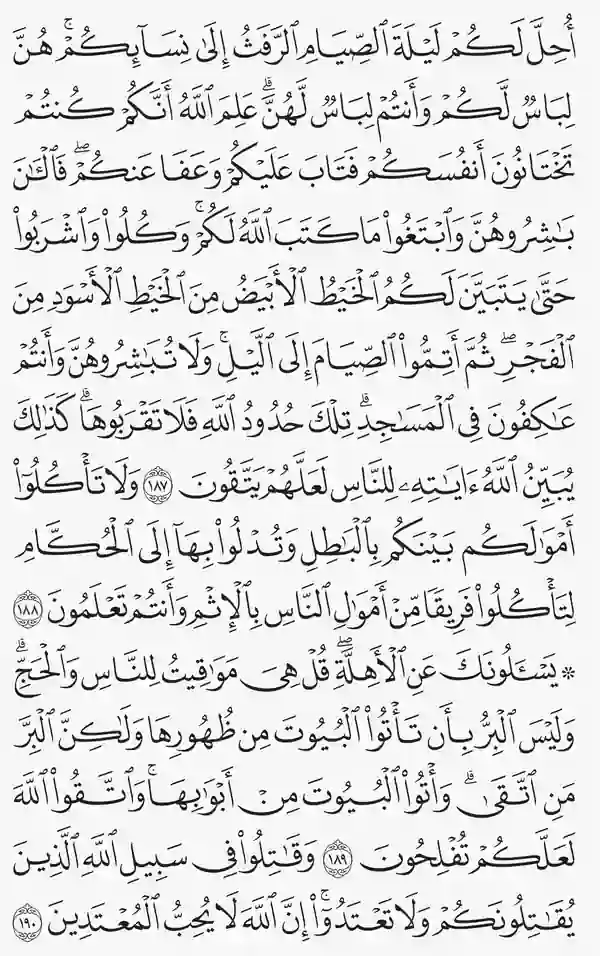 أُحِلَّ لَكُمۡ لَيۡلَةَ ٱلصِّيَامِ ٱلرَّفَثُ إِلَىٰ نِسَآئِكُمۡۚ هُنَّ
لِبَاسٞ لَّكُمۡ وَأَنتُمۡ لِبَاسٞ لَّهُنَّۗ عَلِمَ ٱللَّهُ أَنَّكُمۡ كُنتُمۡ
تَخۡتَانُونَ أَنفُسَكُمۡ فَتَابَ عَلَيۡكُمۡ وَعَفَا عَنكُمۡۖ فَٱلۡـَٰٔنَ
بَٰشِرُوهُنَّ وَٱبۡتَغُواْ مَا كَتَبَ ٱللَّهُ لَكُمۡۚ وَكُلُواْ وَٱشۡرَبُواْ
حَتَّىٰ يَتَبَيَّنَ لَكُمُ ٱلۡخَيۡطُ ٱلۡأَبۡيَضُ مِنَ ٱلۡخَيۡطِ ٱلۡأَسۡوَدِ مِنَ
ٱلۡفَجۡرِۖ ثُمَّ أَتِمُّواْ ٱلصِّيَامَ إِلَى ٱلَّيۡلِۚ وَلَا تُبَٰشِرُوهُنَّ وَأَنتُمۡ
عَٰكِفُونَ فِي ٱلۡمَسَٰجِدِۗ تِلۡكَ حُدُودُ ٱللَّهِ فَلَا تَقۡرَبُوهَاۗ كَذَٰلِكَ
يُبَيِّنُ ٱللَّهُ ءَايَٰتِهِۦ لِلنَّاسِ لَعَلَّهُمۡ يَتَّقُونَ ١٨٧ وَلَا تَأۡكُلُوٓاْ
أَمۡوَٰلَكُم بَيۡنَكُم بِٱلۡبَٰطِلِ وَتُدۡلُواْ بِهَآ إِلَى ٱلۡحُكَّامِ
لِتَأۡكُلُواْ فَرِيقٗا مِّنۡ أَمۡوَٰلِ ٱلنَّاسِ بِٱلۡإِثۡمِ وَأَنتُمۡ تَعۡلَمُونَ ١٨٨
۞ يَسۡـَٔلُونَكَ عَنِ ٱلۡأَهِلَّةِۖ قُلۡ هِيَ مَوَٰقِيتُ لِلنَّاسِ وَٱلۡحَجِّۗ
وَلَيۡسَ ٱلۡبِرُّ بِأَن تَأۡتُواْ ٱلۡبُيُوتَ مِن ظُهُورِهَا وَلَٰكِنَّ ٱلۡبِرَّ
مَنِ ٱتَّقَىٰۗ وَأۡتُواْ ٱلۡبُيُوتَ مِنۡ أَبۡوَٰبِهَاۚ وَٱتَّقُواْ ٱللَّهَ
لَعَلَّكُمۡ تُفۡلِحُونَ ١٨٩ وَقَٰتِلُواْ فِي سَبِيلِ ٱللَّهِ ٱلَّذِينَ
يُقَٰتِلُونَكُمۡ وَلَا تَعۡتَدُوٓاْۚ إِنَّ ٱللَّهَ لَا يُحِبُّ ٱلۡمُعۡتَدِينَ ١٩٠